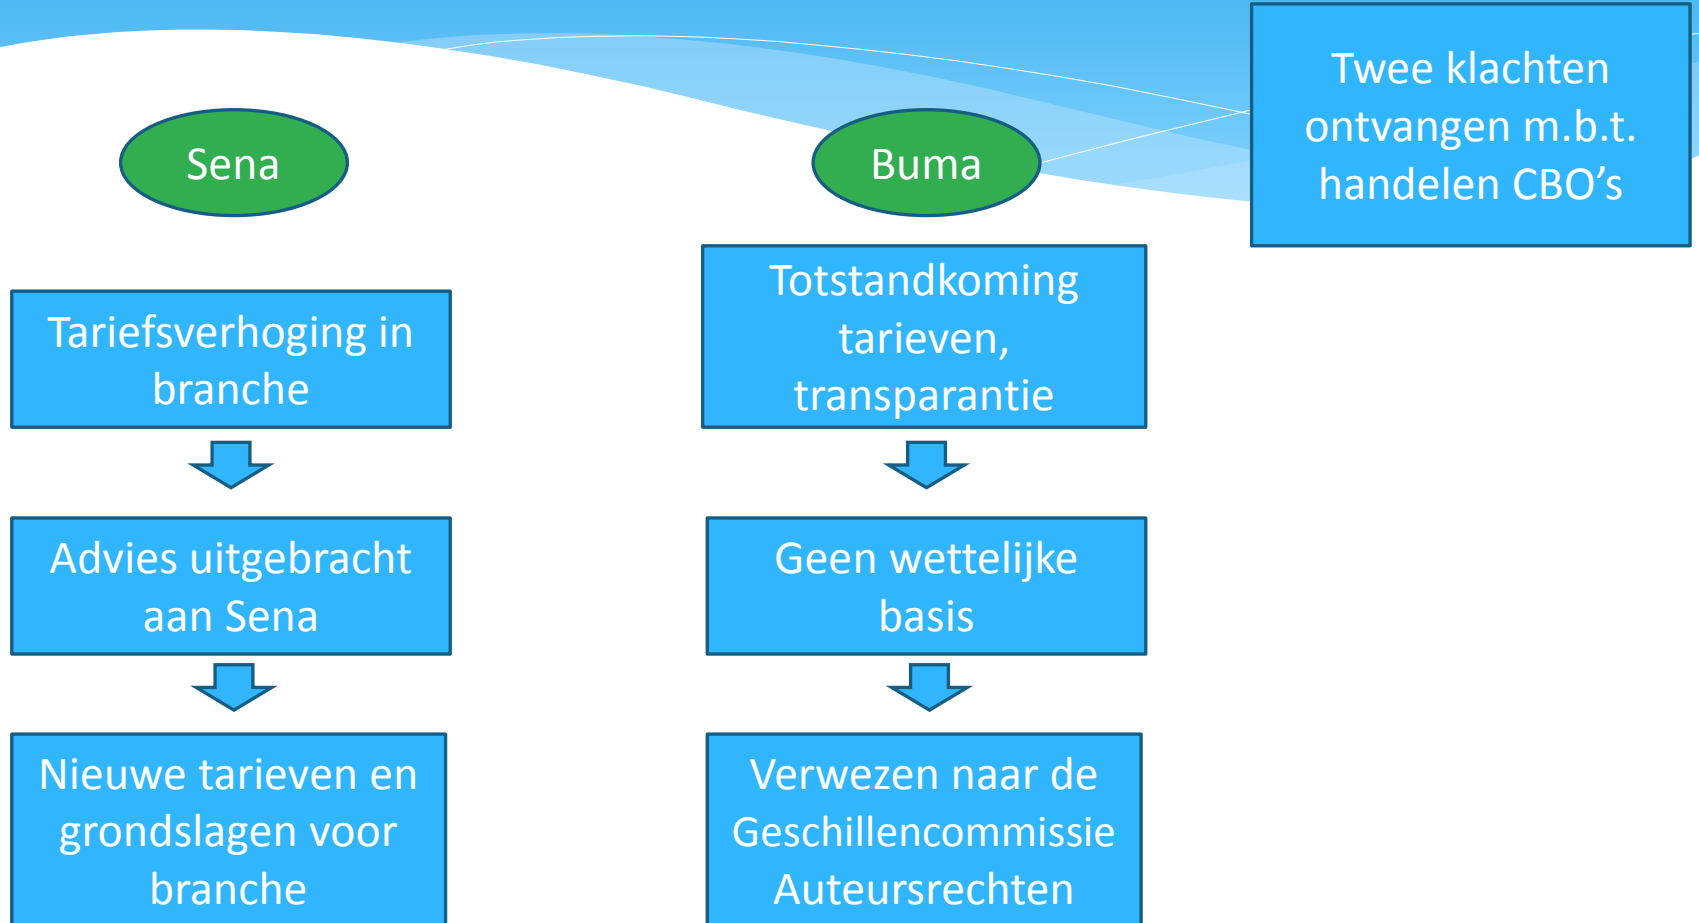 Twee klachten
ontvangen m.b.t.
handelen CBO’s
Sena
Tariefsverhoging in
branche
Advies uitgebracht
aan Sena
Nieuwe tarieven en
grondslagen voor
branche
Buma
Totstandkoming
tarieven,
transparantie
Geen wettelijke
basis
Verwezen naar de
Geschillencommissie
Auteursrechten